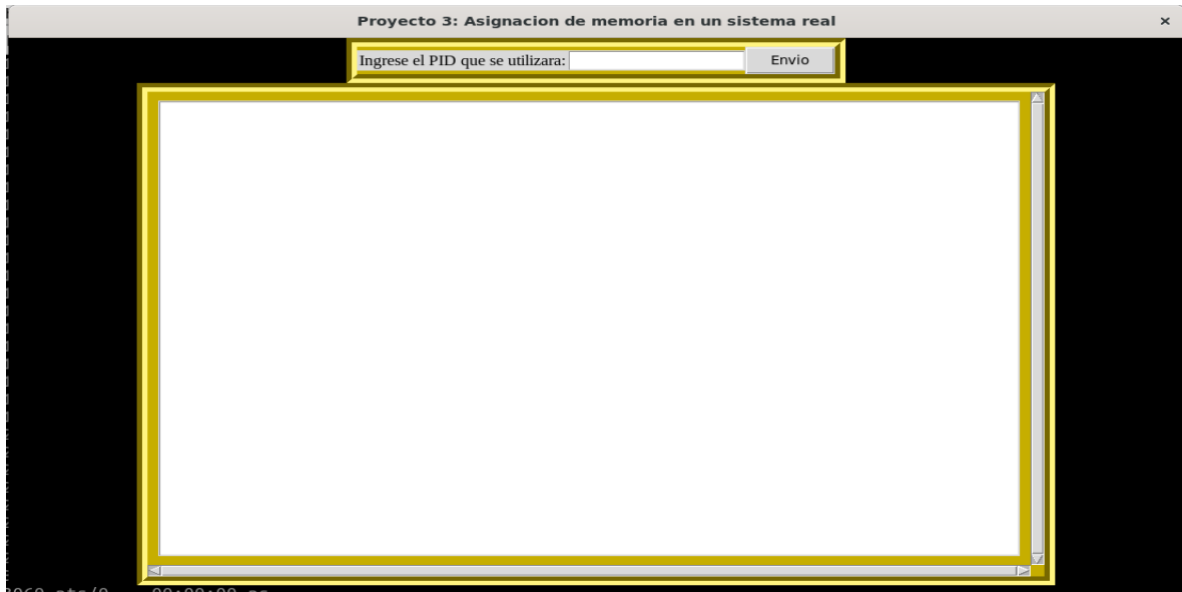 Proyecto 3: Asignacion de memoria en un sistema real
Ingrese el PID que se utilizara:
Envio